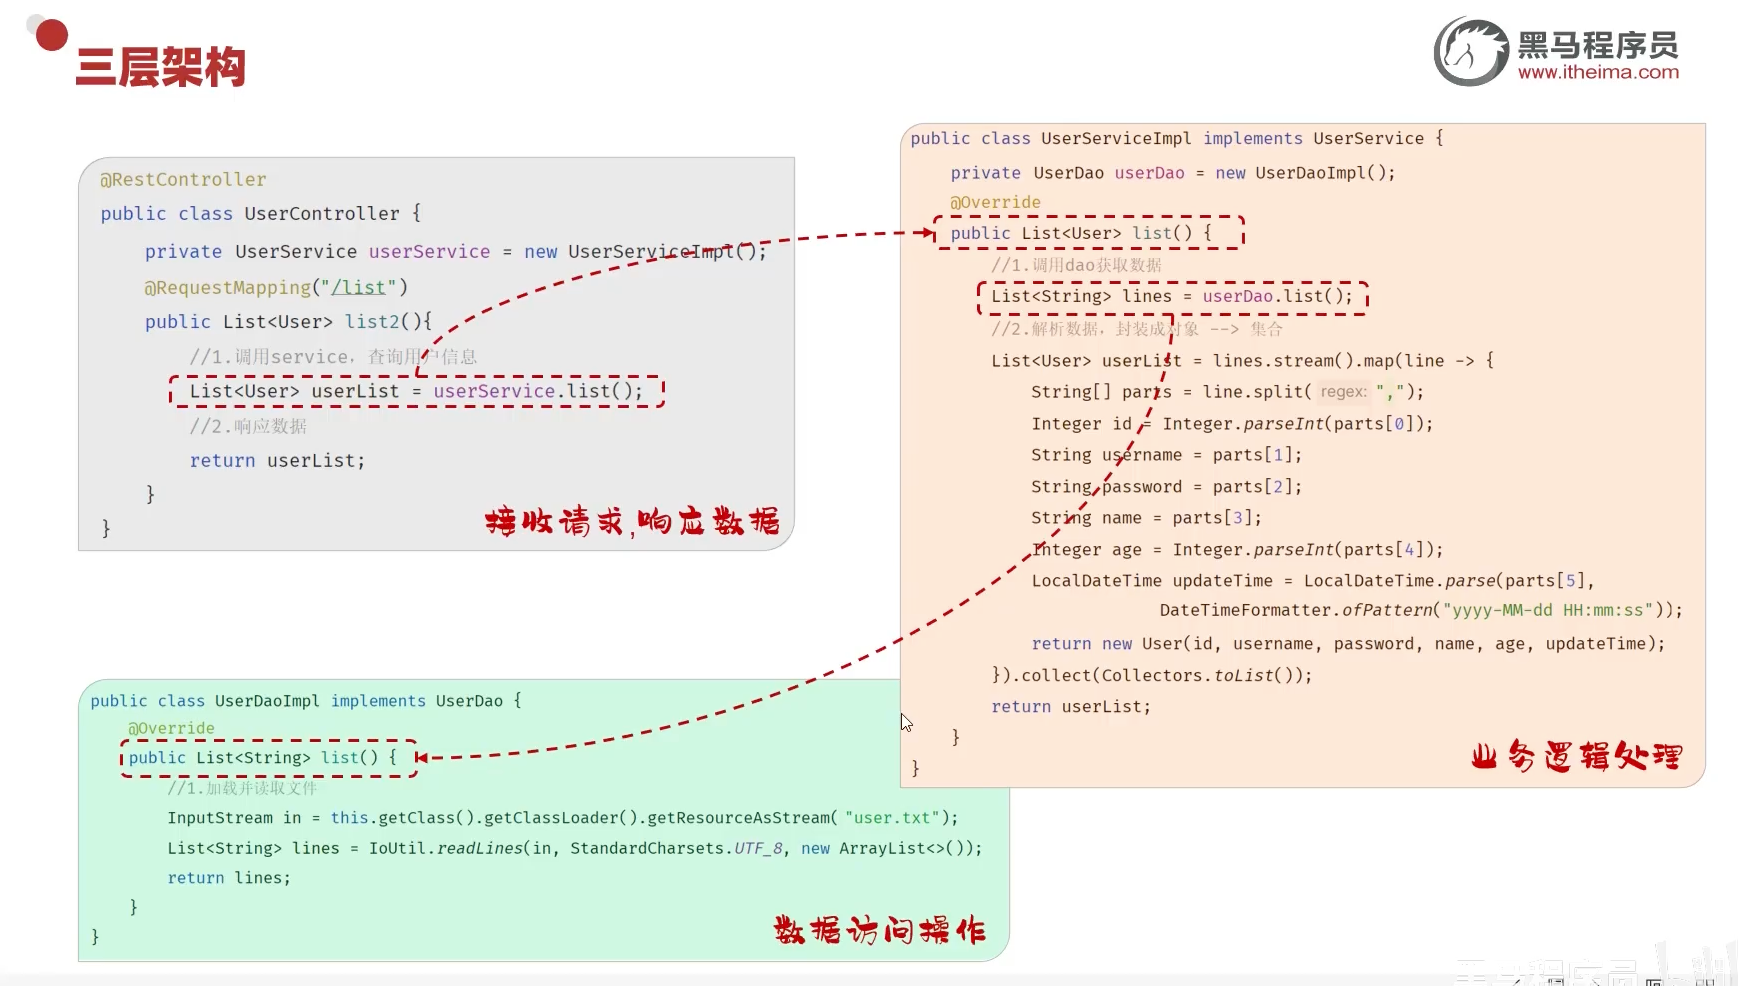 三层架构
黑马程序员
www.itheima.com
@RestController
public class UserController {
private UserService userService = new UserServiceImpl();
@RequestMapping("/list")
public List<User> list2(){
//1.调用service，查询用户信息
List<User> userList = userService.list();
//2.响应数据
return userList;
}
}
接收请求,响应数据
public class UserServiceImpl implements UserService {
private UserDao userDao = new UserDaoImpl();
@Override
public List<User> list() {
//1.调用dao获取数据
List<String> lines = userDao.list();
//2.解析数据，封装成对象 --> 集合
List<User> userList = lines.stream().map(line -> {
String[] parts = line.split( regex: ",");
Integer id = Integer.parseInt(parts[0]);
String username = parts[1];
String password = parts[2];
String name = parts[3];
Integer age = Integer.parseInt(parts[4]);
LocalDateTime updateTime = LocalDateTime.parse(parts[5],
DateTimeFormatter.ofPattern("yyyy-MM-dd HH:mm:ss"));
return new User(id, username, password, name, age, updateTime);
}).collect(Collectors.toList());
return userList;
}
}
业务逻辑处理
public class UserDaoImpl implements UserDao {
@Override
public List<String> list() {
//1.加载并读取文件
InputStream in = this.getClass().getClassLoader().getResourceAsStream( "user.txt");
List<String> lines = IoUtil.readLines(in, StandardCharsets.UTF_8, new ArrayList<>());
return lines;
}
}
数据访问操作
黑马程序员